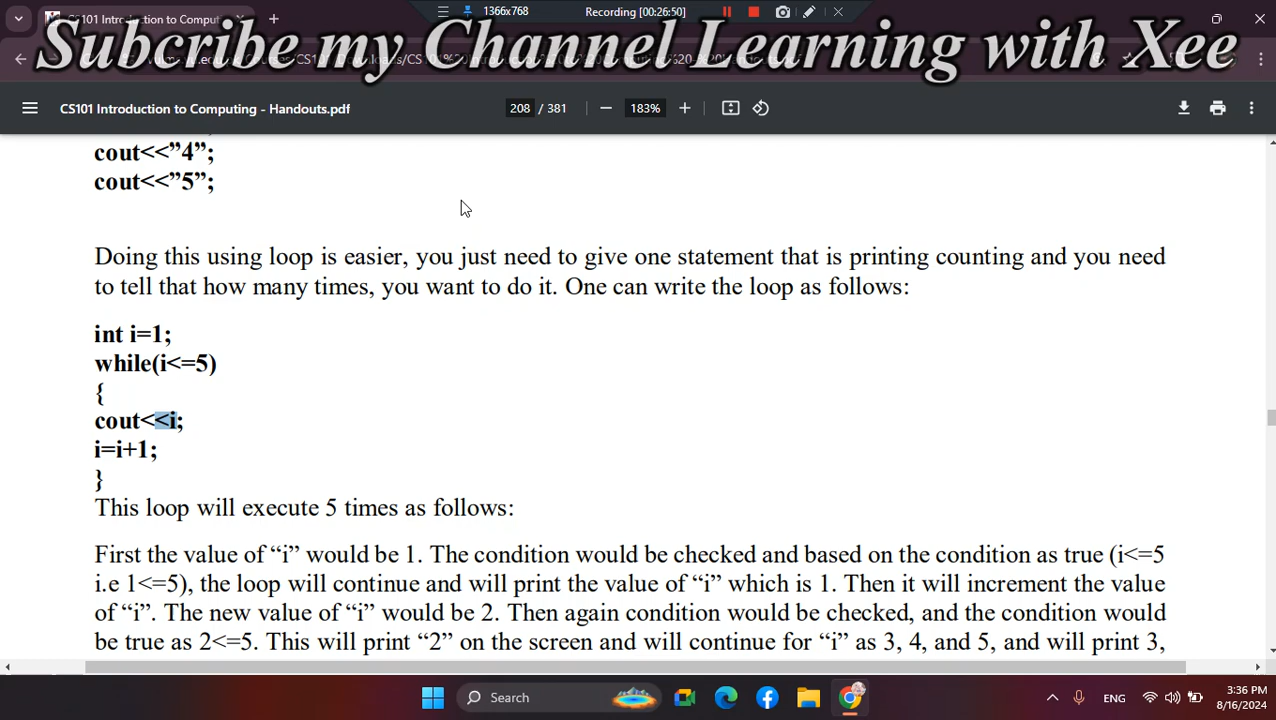 1366x768
Recording [00:26:50]
CS101 Introduction to Comput
Subcribe my Channel Learning with Xee
CS101 Introduction to Computing - Handouts.pdf
208 / 381
183%
cout<<”4”;
cout<<”5”;
Doing this using loop is easier, you just need to give one statement that is printing counting and you need
to tell that how many times, you want to do it. One can write the loop as follows:
int i=1;
while(i<=5)
{
cout<<i;
i=i+1;
}
This loop will execute 5 times as follows:
First the value of “i” would be 1. The condition would be checked and based on the condition as true (i<=5
i.e 1<=5), the loop will continue and will print the value of “i” which is 1. Then it will increment the value
of “i”. The new value of “i” would be 2. Then again condition would be checked, and the condition would
be true as 2<=5. This will print “2” on the screen and will continue for “i” as 3, 4, and 5, and will print 3,
Search
ENG
3:36 PM
8/16/2024